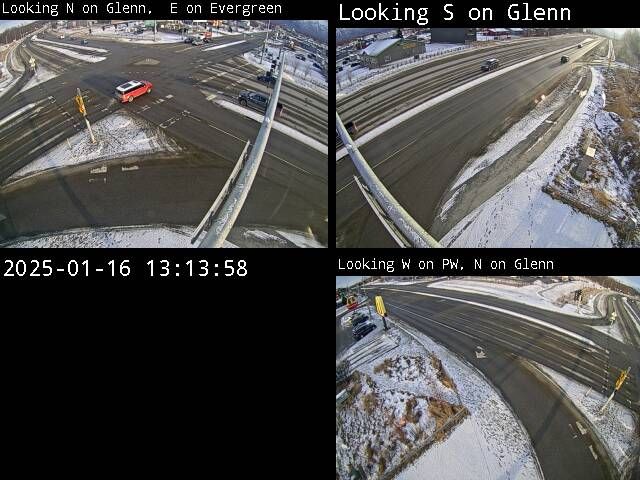 Looking N on Glenn,  E on Evergreen
Looking S on Glenn
2025-01-16 13:13:58
Looking W on PW, N on Glenn